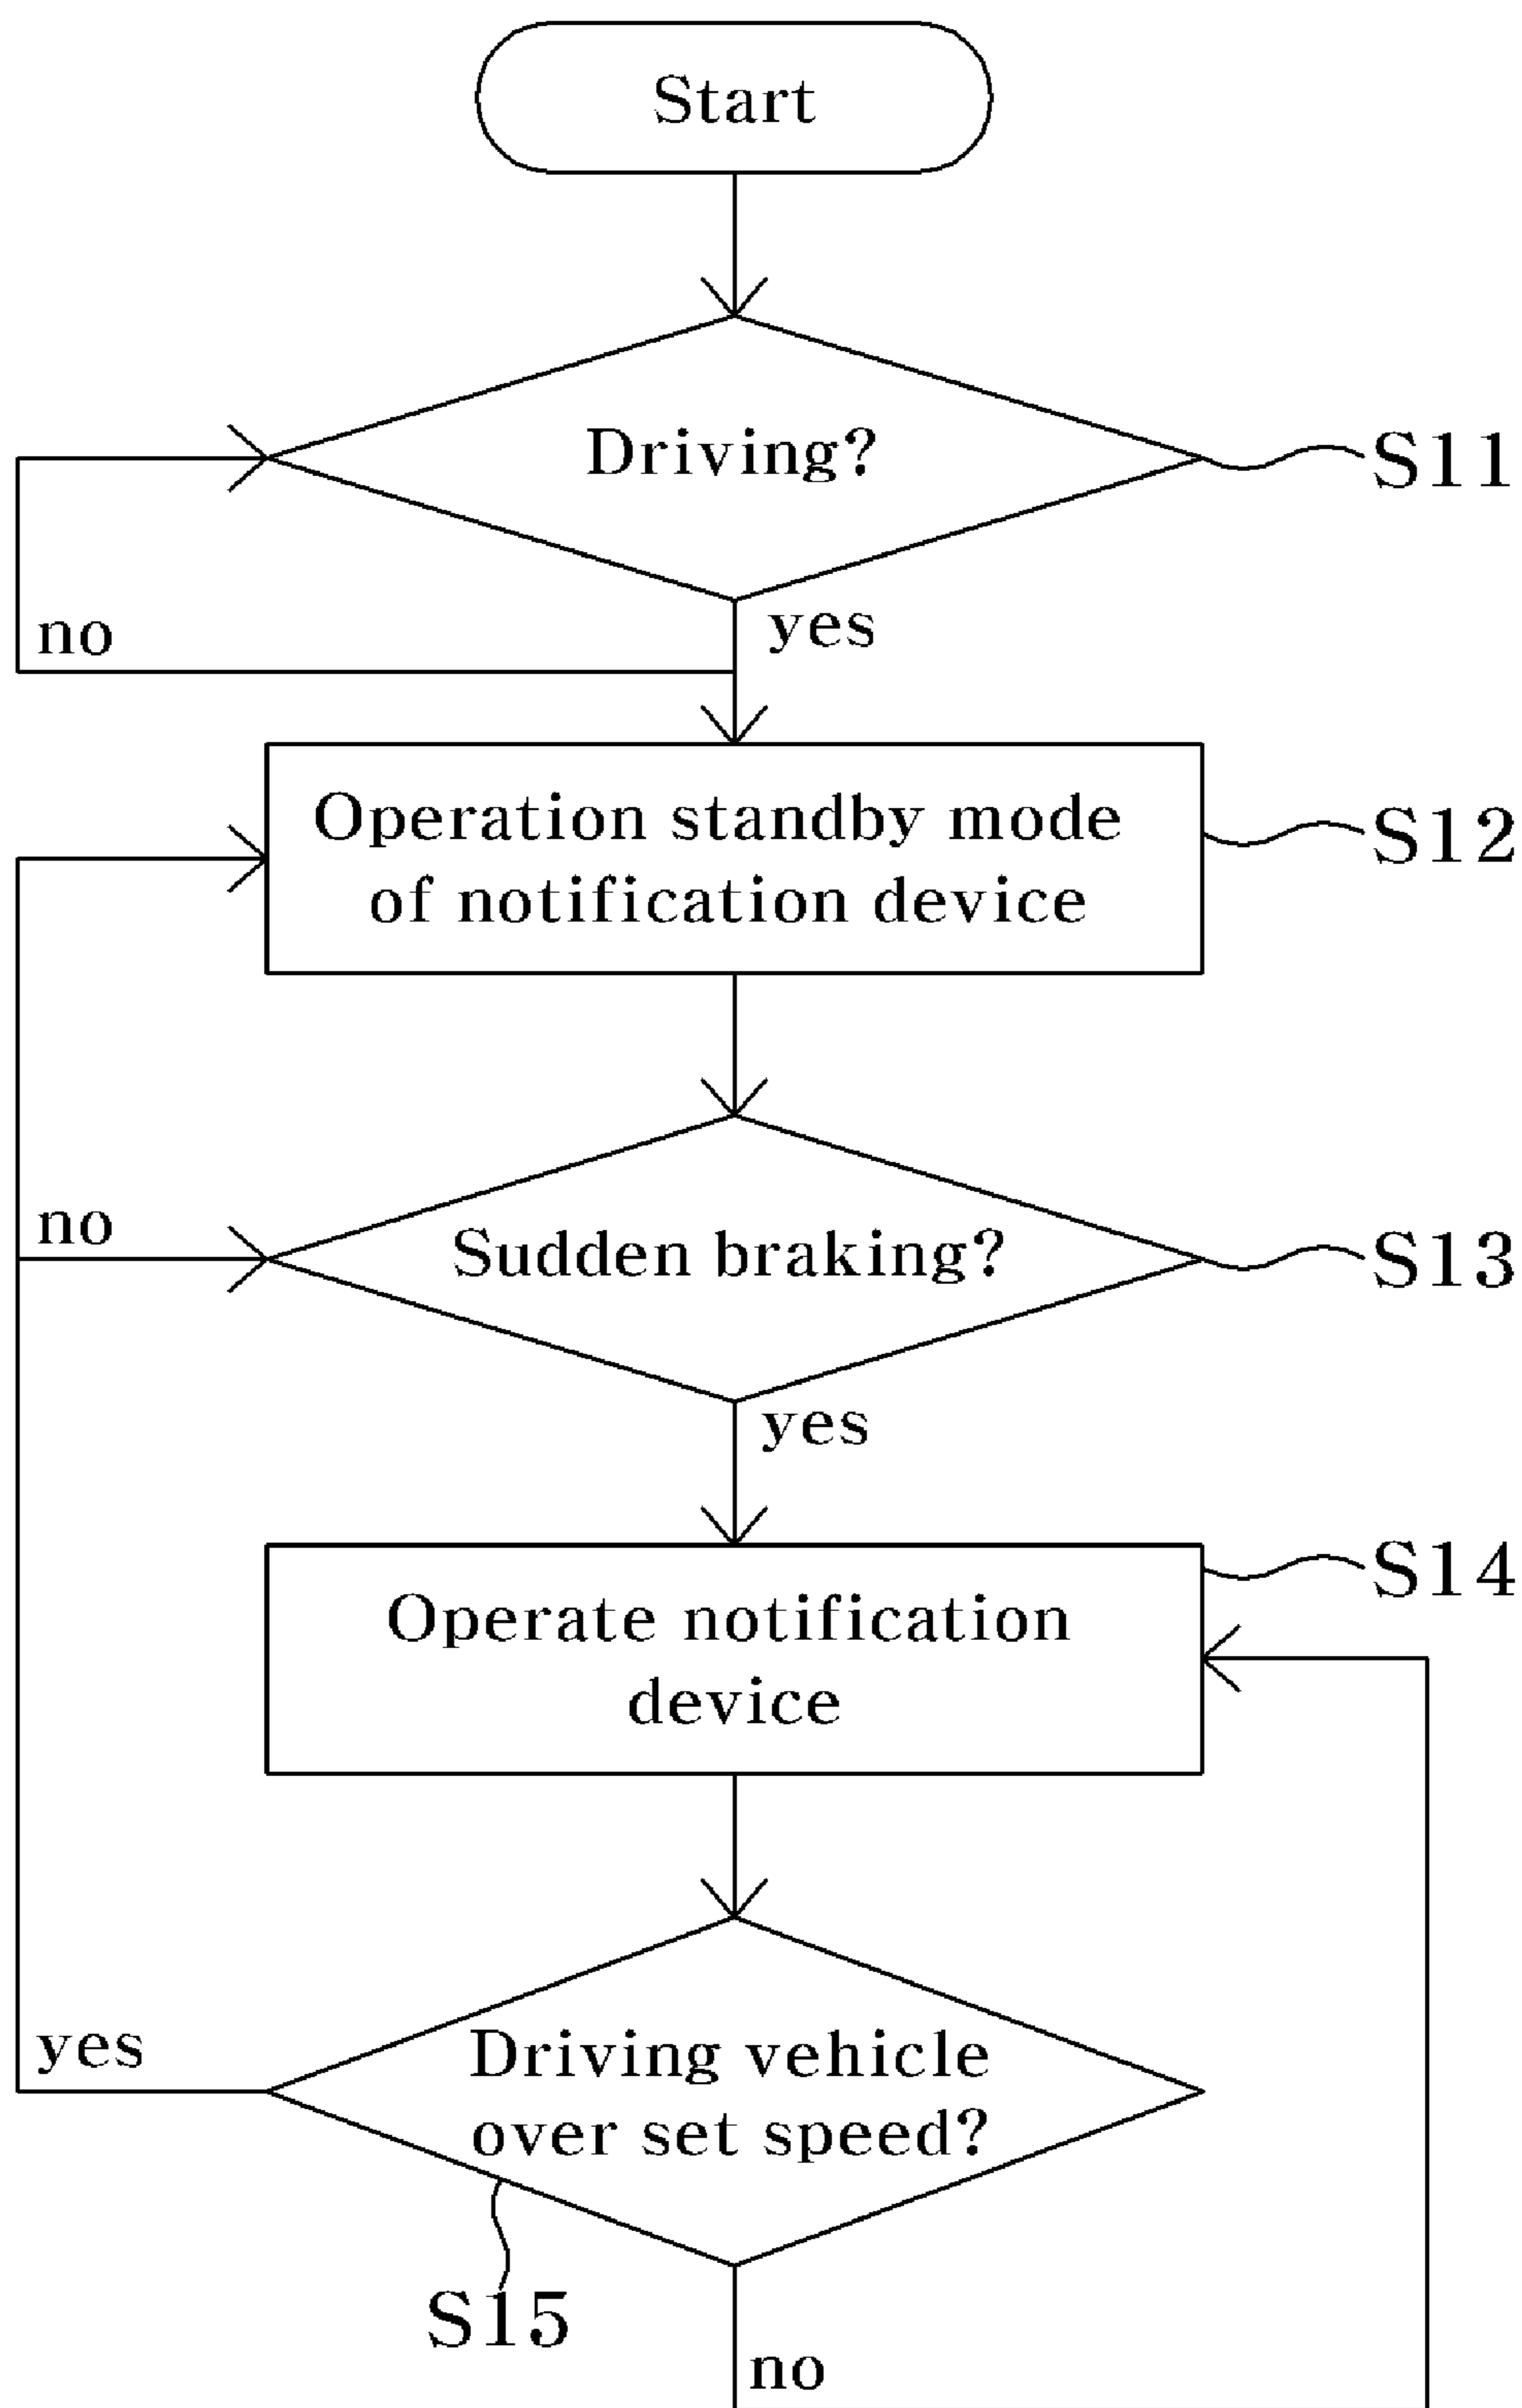 Start
Driving?
S11
no
yes
Operation standby mode
of notification device
S12
no
Sudden braking?
S13
yes
S14
Operate notification
device
yes
Driving vehicle
over set speed?
S15
no